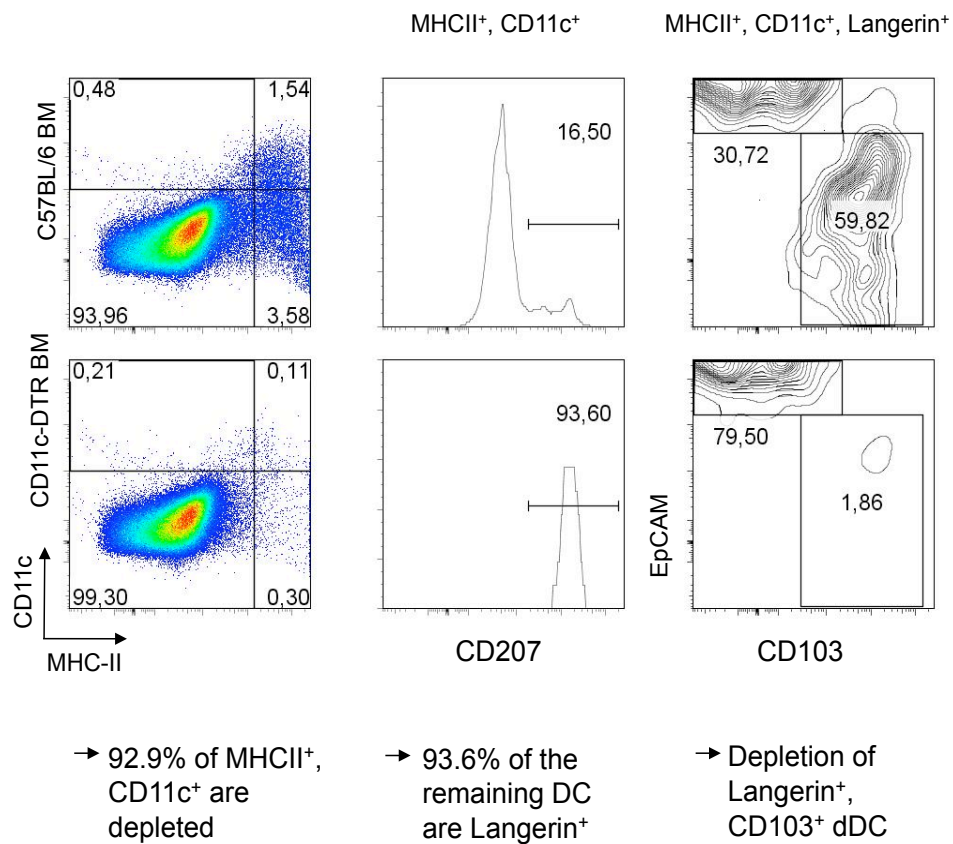 MHCII⁺, CD11c⁺
MHCII⁺, CD11c⁺, Langerin⁺
C57BL/6 BM
0,48
1,54
93,96
3,58
16,50
30,72
59,82
CD11c-DTR BM
0,21
0,11
99,30
0,30
93,60
79,50
1,86
CD11c
MHC-II
CD207
EpCAM
CD103
→ 92.9% of MHCII⁺,
CD11c⁺ are
depleted
→ 93.6% of the
remaining DC
are Langerin⁺
→ Depletion of
Langerin⁺,
CD103⁺ dDC